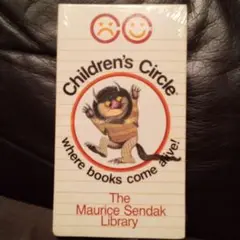 Children's Circle
where books come alive!
The
Maurice Sendak
Library